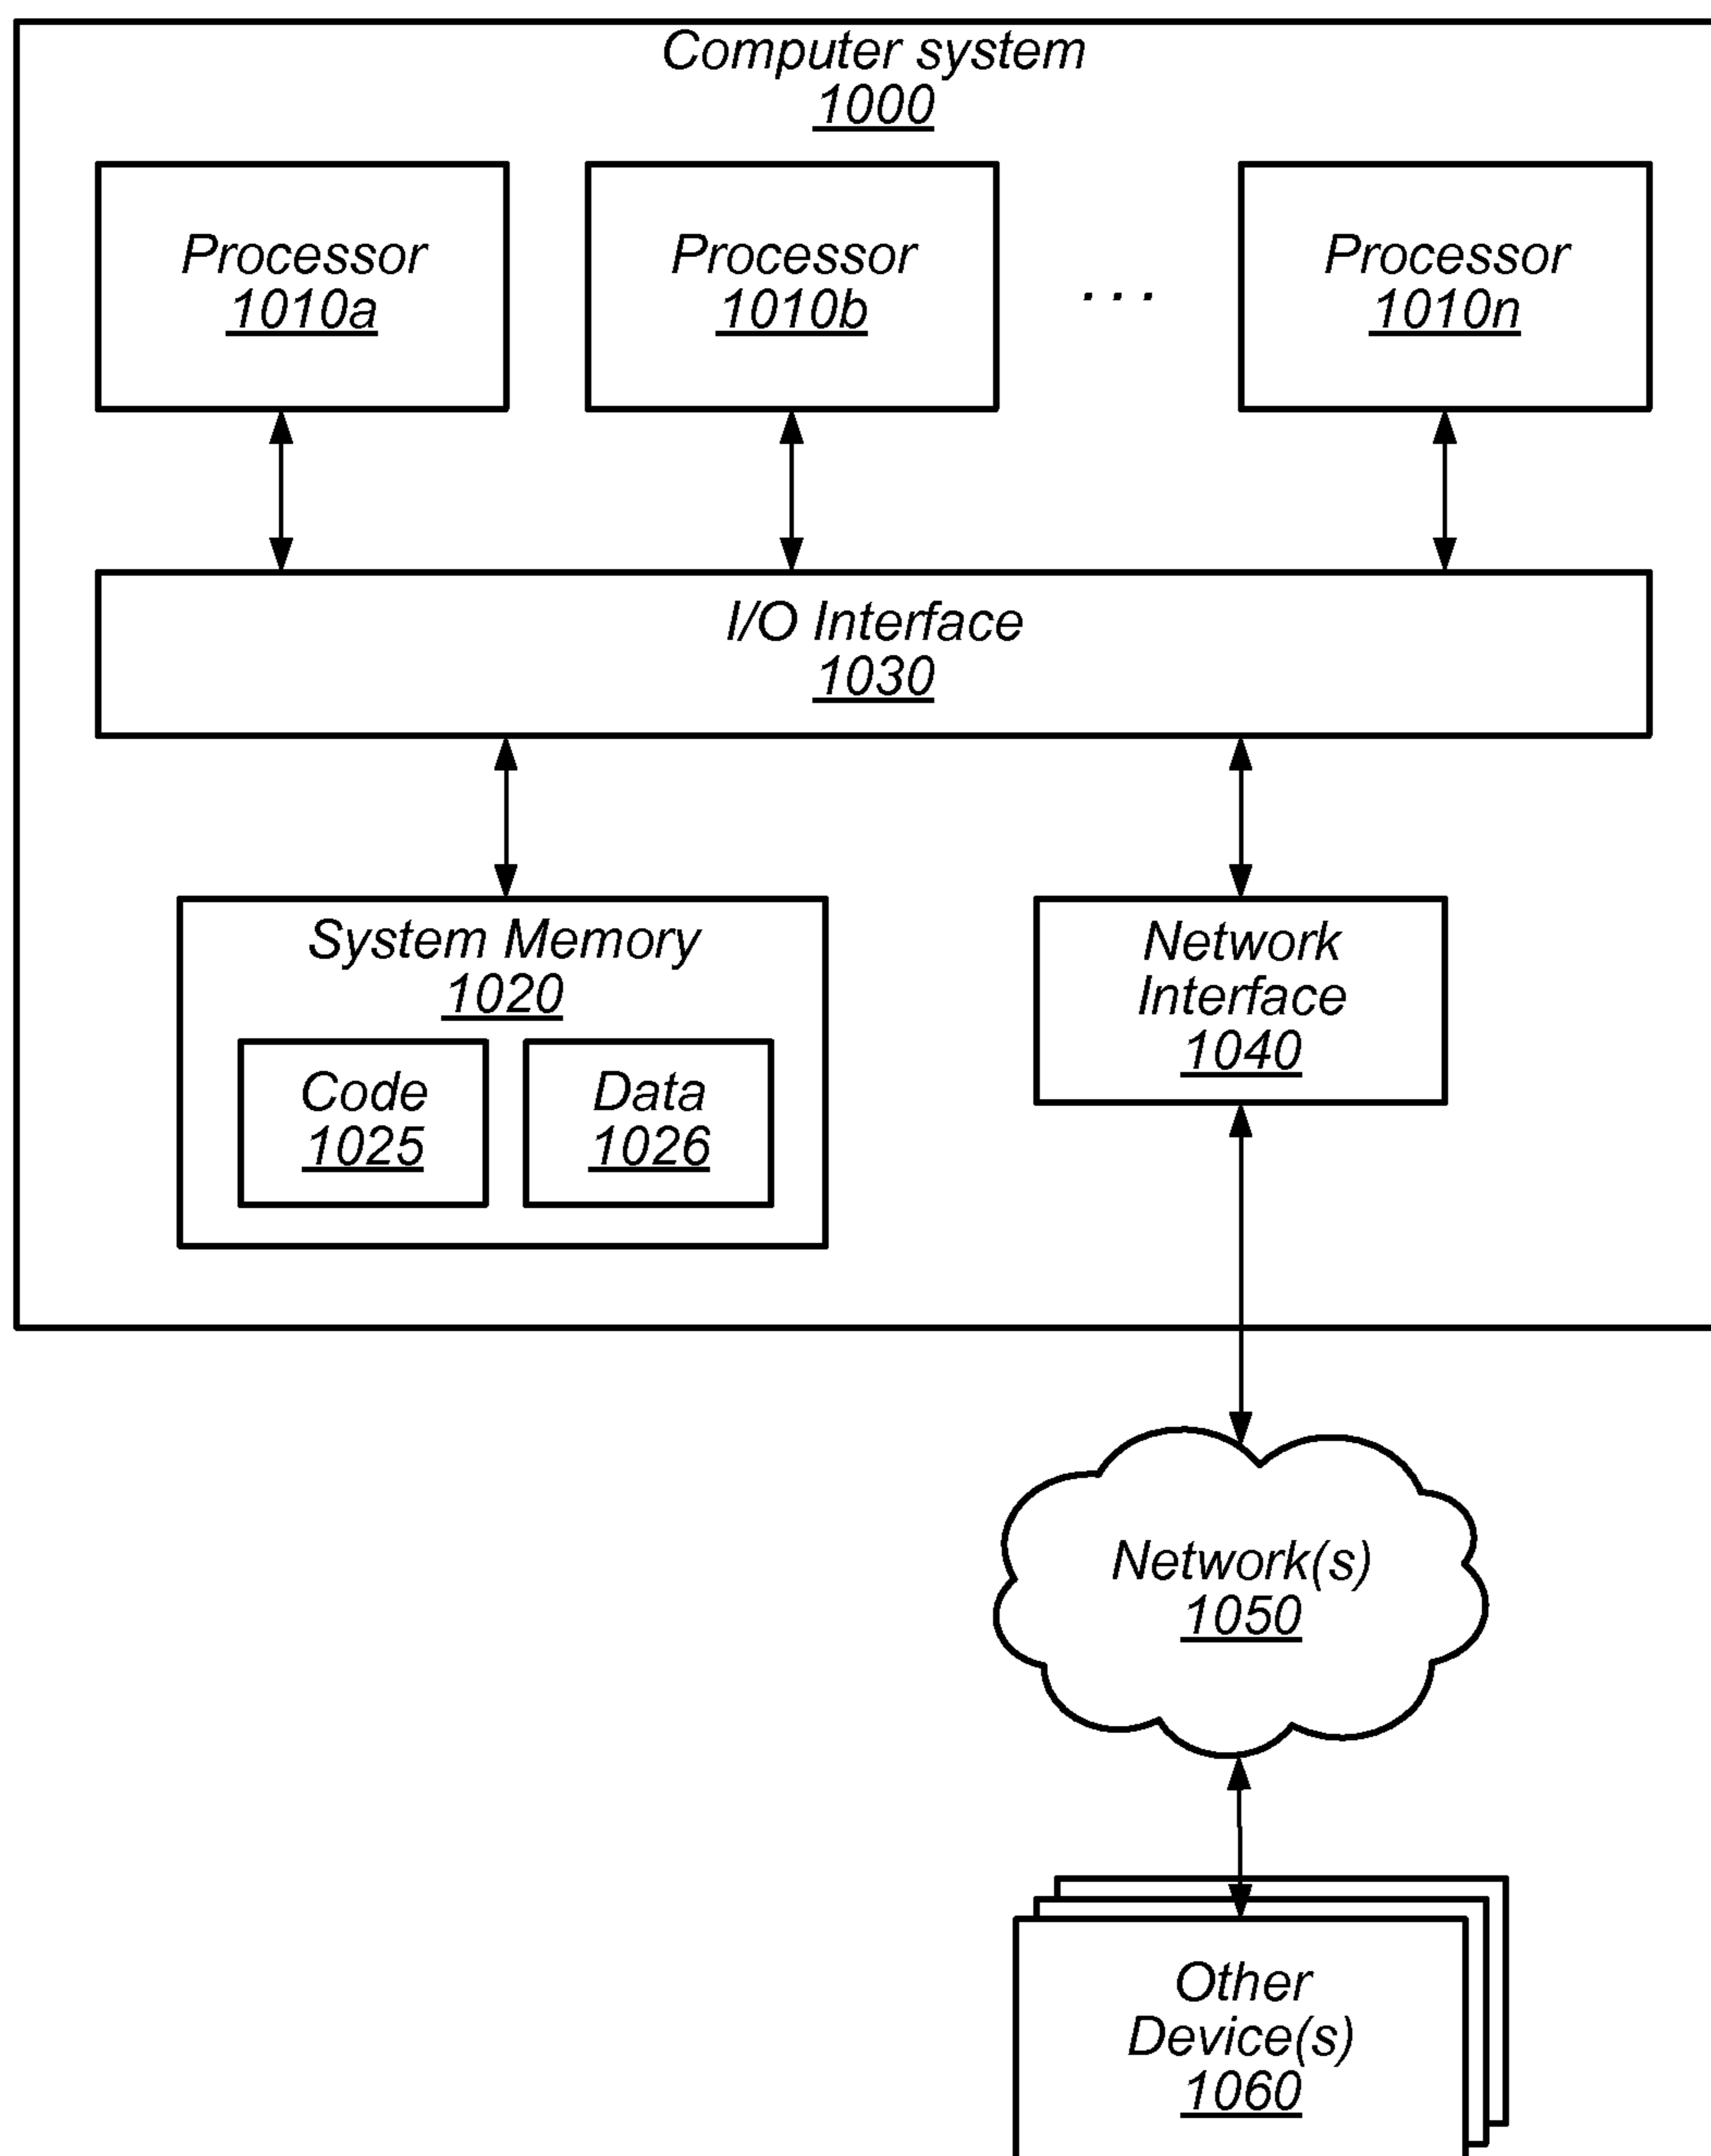 Computer system
1000
Processor
1010a
Processor
1010b
. . .
Processor
1010n
I/O Interface
1030
System Memory
1020
Code
1025
Data
1026
Network
Interface
1040
Network(s)
1050
Other
Device(s)
1060